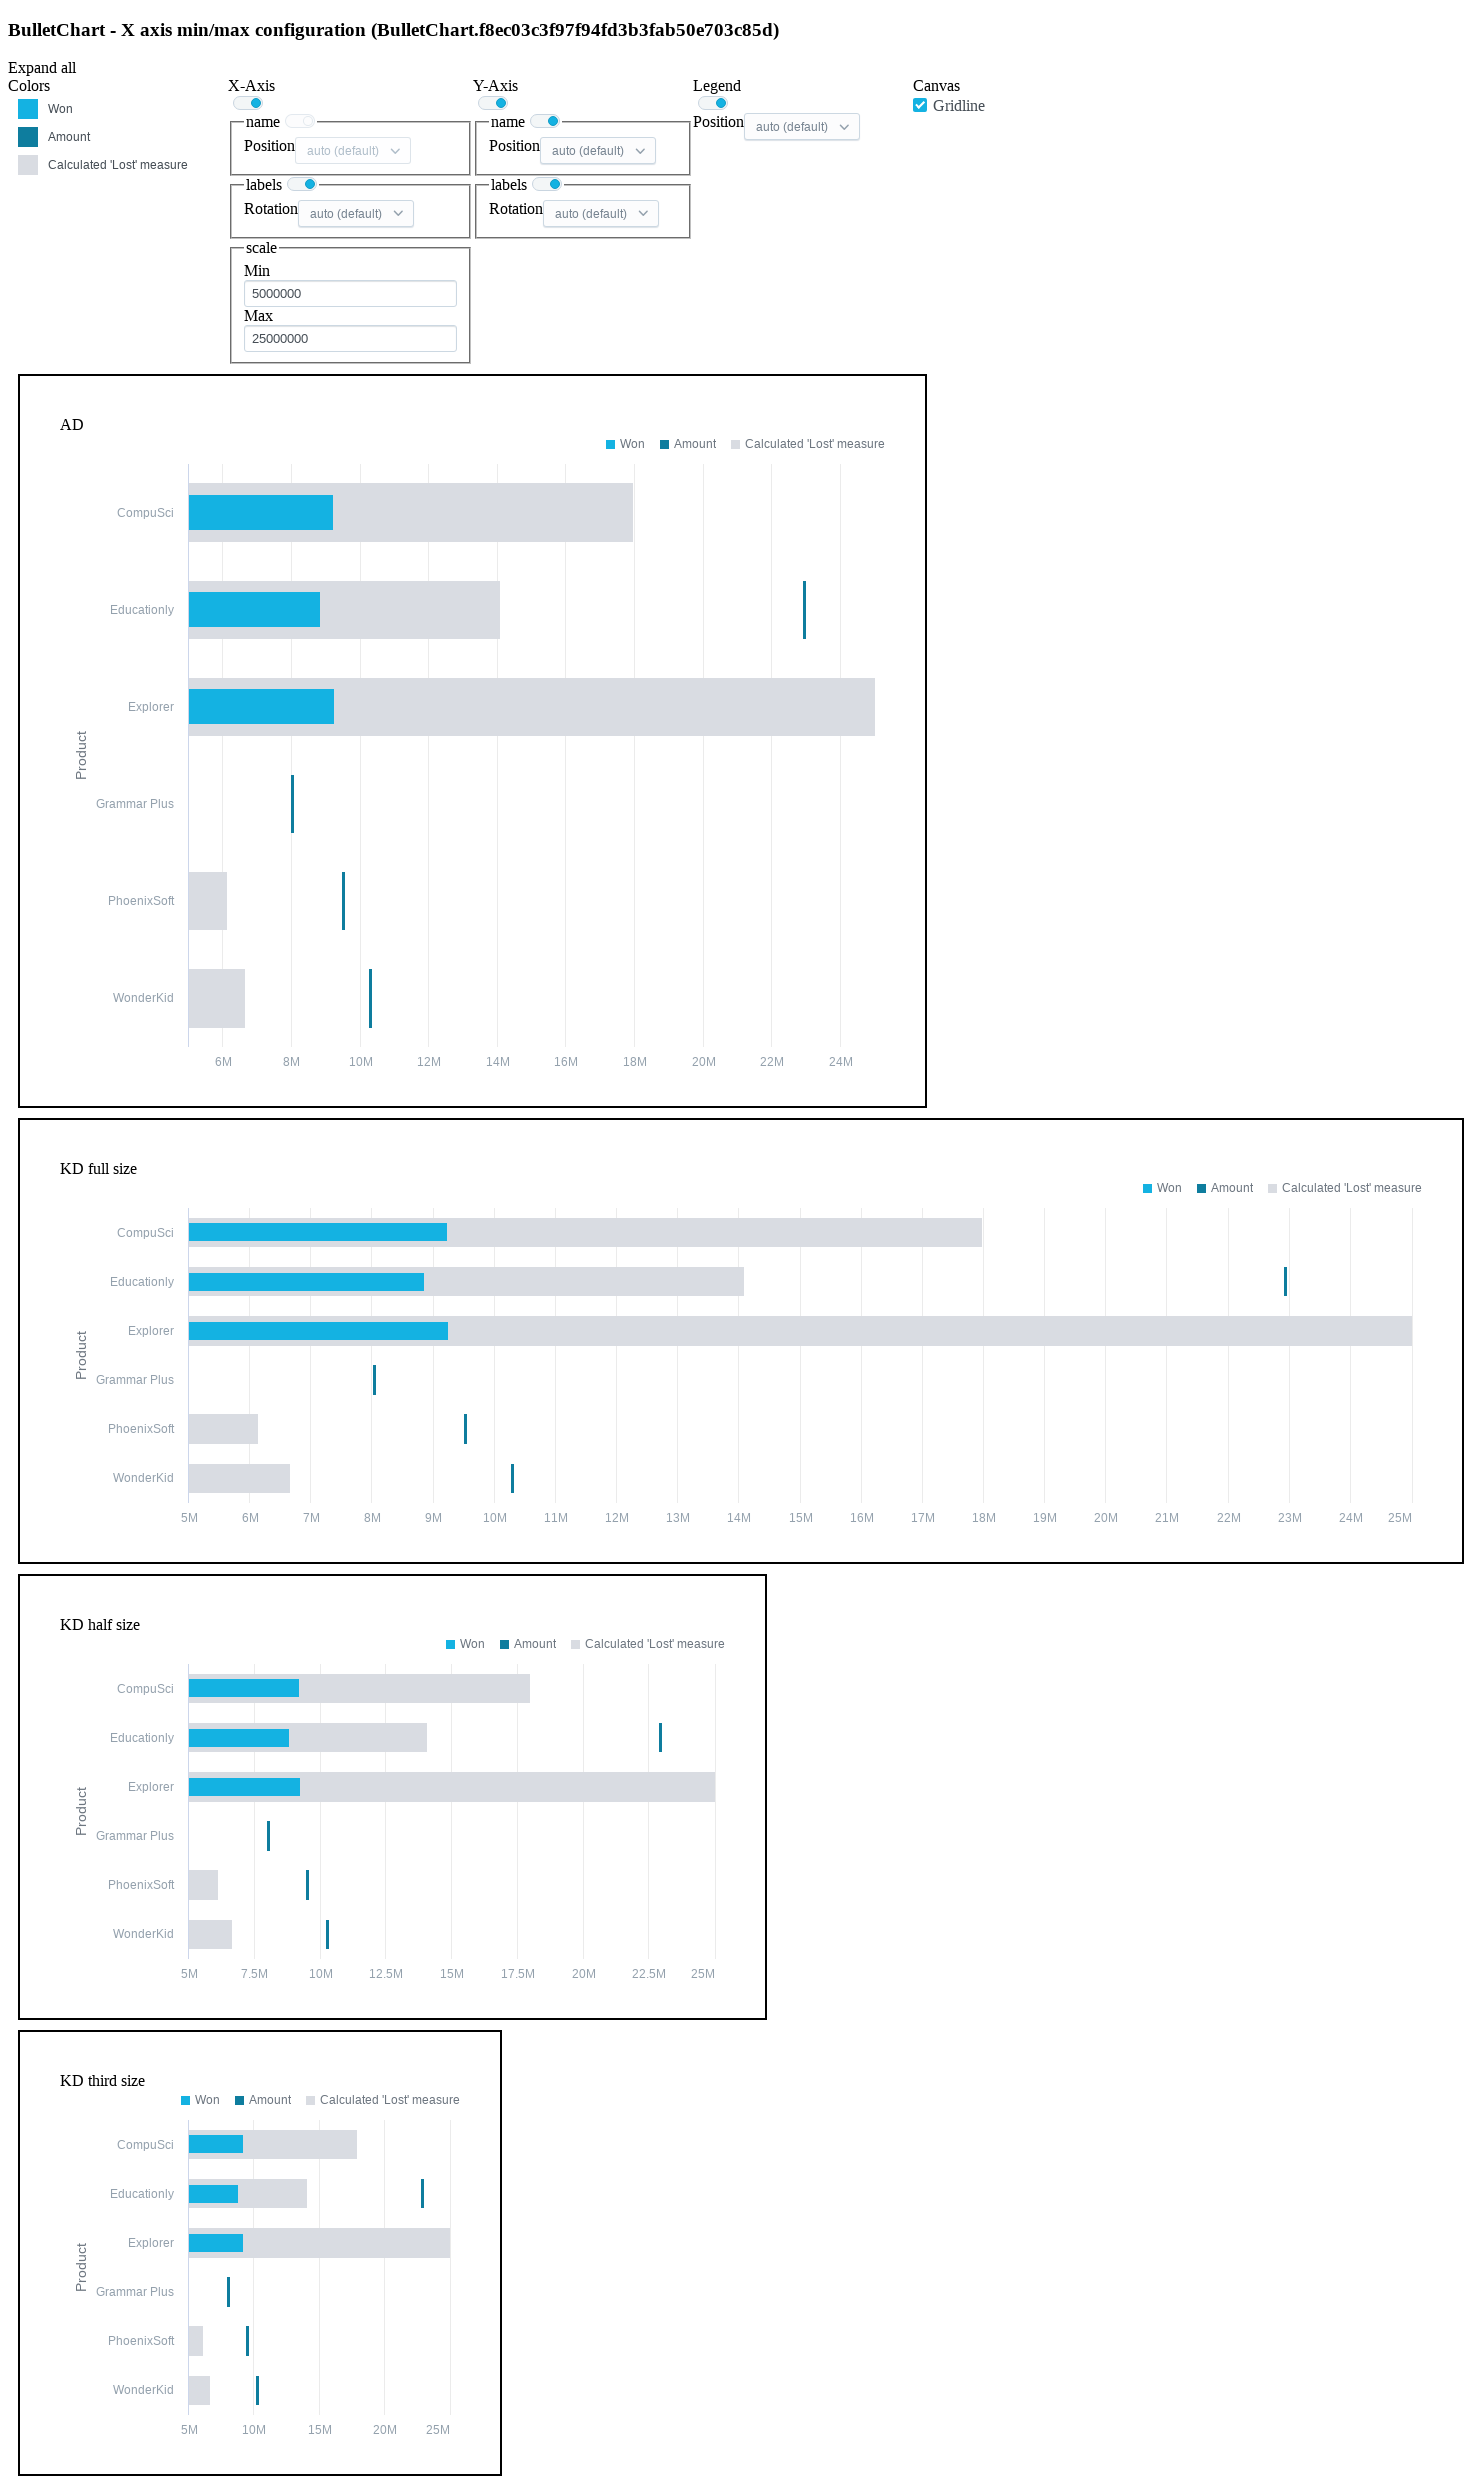 BulletChart - X axis min/max configuration (BulletChart.f8ec03c3f97f94fd3b3fab50e703c85d)
Expand all
Colors
Won
Amount
Calculated 'Lost' measure
X-Axis
name
Position auto (default)
labels
Rotation auto (default)
scale
Min
5000000
Max
25000000
Y-Axis
name
Position auto (default)
labels
Rotation auto (default)
Legend
Position auto (default)
Canvas
Gridline
AD
Won Amount Calculated 'Lost' measure
Product
CompuSci
Educationly
Explorer
Grammar Plus
PhoenixSoft
WonderKid
6M 8M 10M 12M 14M 16M 18M 20M 22M 24M
KD full size
Won Amount Calculated 'Lost' measure
Product
CompuSci
Educationly
Explorer
Grammar Plus
PhoenixSoft
WonderKid
5M 6M 7M 8M 9M 10M 11M 12M 13M 14M 15M 16M 17M 18M 19M 20M 21M 22M 23M 24M 25M
KD half size
Won Amount Calculated 'Lost' measure
Product
CompuSci
Educationly
Explorer
Grammar Plus
PhoenixSoft
WonderKid
5M 7.5M 10M 12.5M 15M 17.5M 20M 22.5M 25M
KD third size
Won Amount Calculated 'Lost' measure
Product
CompuSci
Educationly
Explorer
Grammar Plus
PhoenixSoft
WonderKid
5M 10M 15M 20M 25M